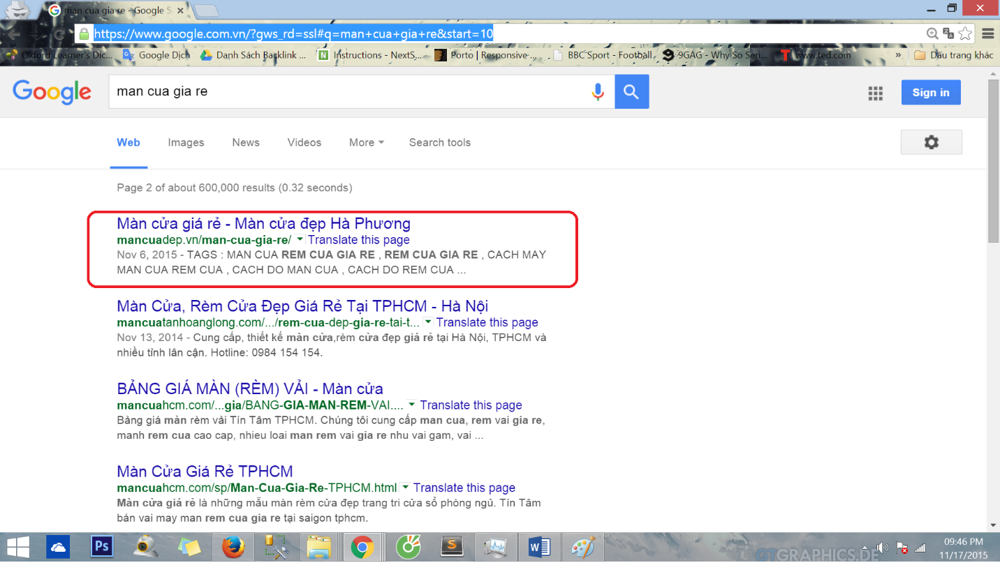 man cua gia re - Google S
https://www.google.com.vn/?gws_rd=ssl#q=man+cua+gia+re&start=10
Oxford Learner's Dic... Google Dịch Danh Sách Backlink ... Instructions - NextS... Porto | Responsive ... BBC Sport - Football 9GAG - Why So Seri... www.ted.com » Dấu trang khác
Google man cua gia re Sign in
Web Images News Videos More Search tools
Page 2 of about 600,000 results (0.32 seconds)
Màn cửa giá rẻ - Màn cửa đẹp Hà Phương
mancuadep.vn/man-cua-gia-re/ Translate this page
Nov 6, 2015 - TAGS : MAN CUA REM CUA GIA RE , REM CUA GIA RE , CACH MAY
MAN CUA REM CUA , CACH DO MAN CUA , CACH DO REM CUA ...
Màn Cửa, Rèm Cửa Đẹp Giá Rẻ Tại TPHCM - Hà Nội
mancuatanhoanglong.com/.../rem-cua-dep-gia-re-tai-t... Translate this page
Nov 13, 2014 - Cung cấp, thiết kế màn cửa,rèm cửa đẹp giá rẻ tại Hà Nội, TPHCM và
nhiều tỉnh lân cận. Hotline: 0984 154 154.
BẢNG GIÁ MÀN (RÈM) VẢI - Màn cửa
mancuahcm.com/...gia/BANG-GIA-MAN-REM-VAI.... Translate this page
Bảng giá màn rèm vải Tín Tâm TPHCM. Chúng tôi cung cấp man cua, rem vai gia re,
manh rem cua cao cap, nhieu loai man rem vai gia re nhu vai gam, vai ...
Màn Cửa Giá Rẻ TPHCM
mancuahcm.com/sp/Man-Cua-Gia-Re-TPHCM.html Translate this page
Màn cửa giá rẻ là những mẫu màn rèm cửa đẹp trang tri cửa sổ phòng ngủ. Tín Tâm
bán vai may man rem cua gia re tại saigon tphcm.
Ps S W 09:46 PM
GTGRAPHICS.DE 11/17/2015